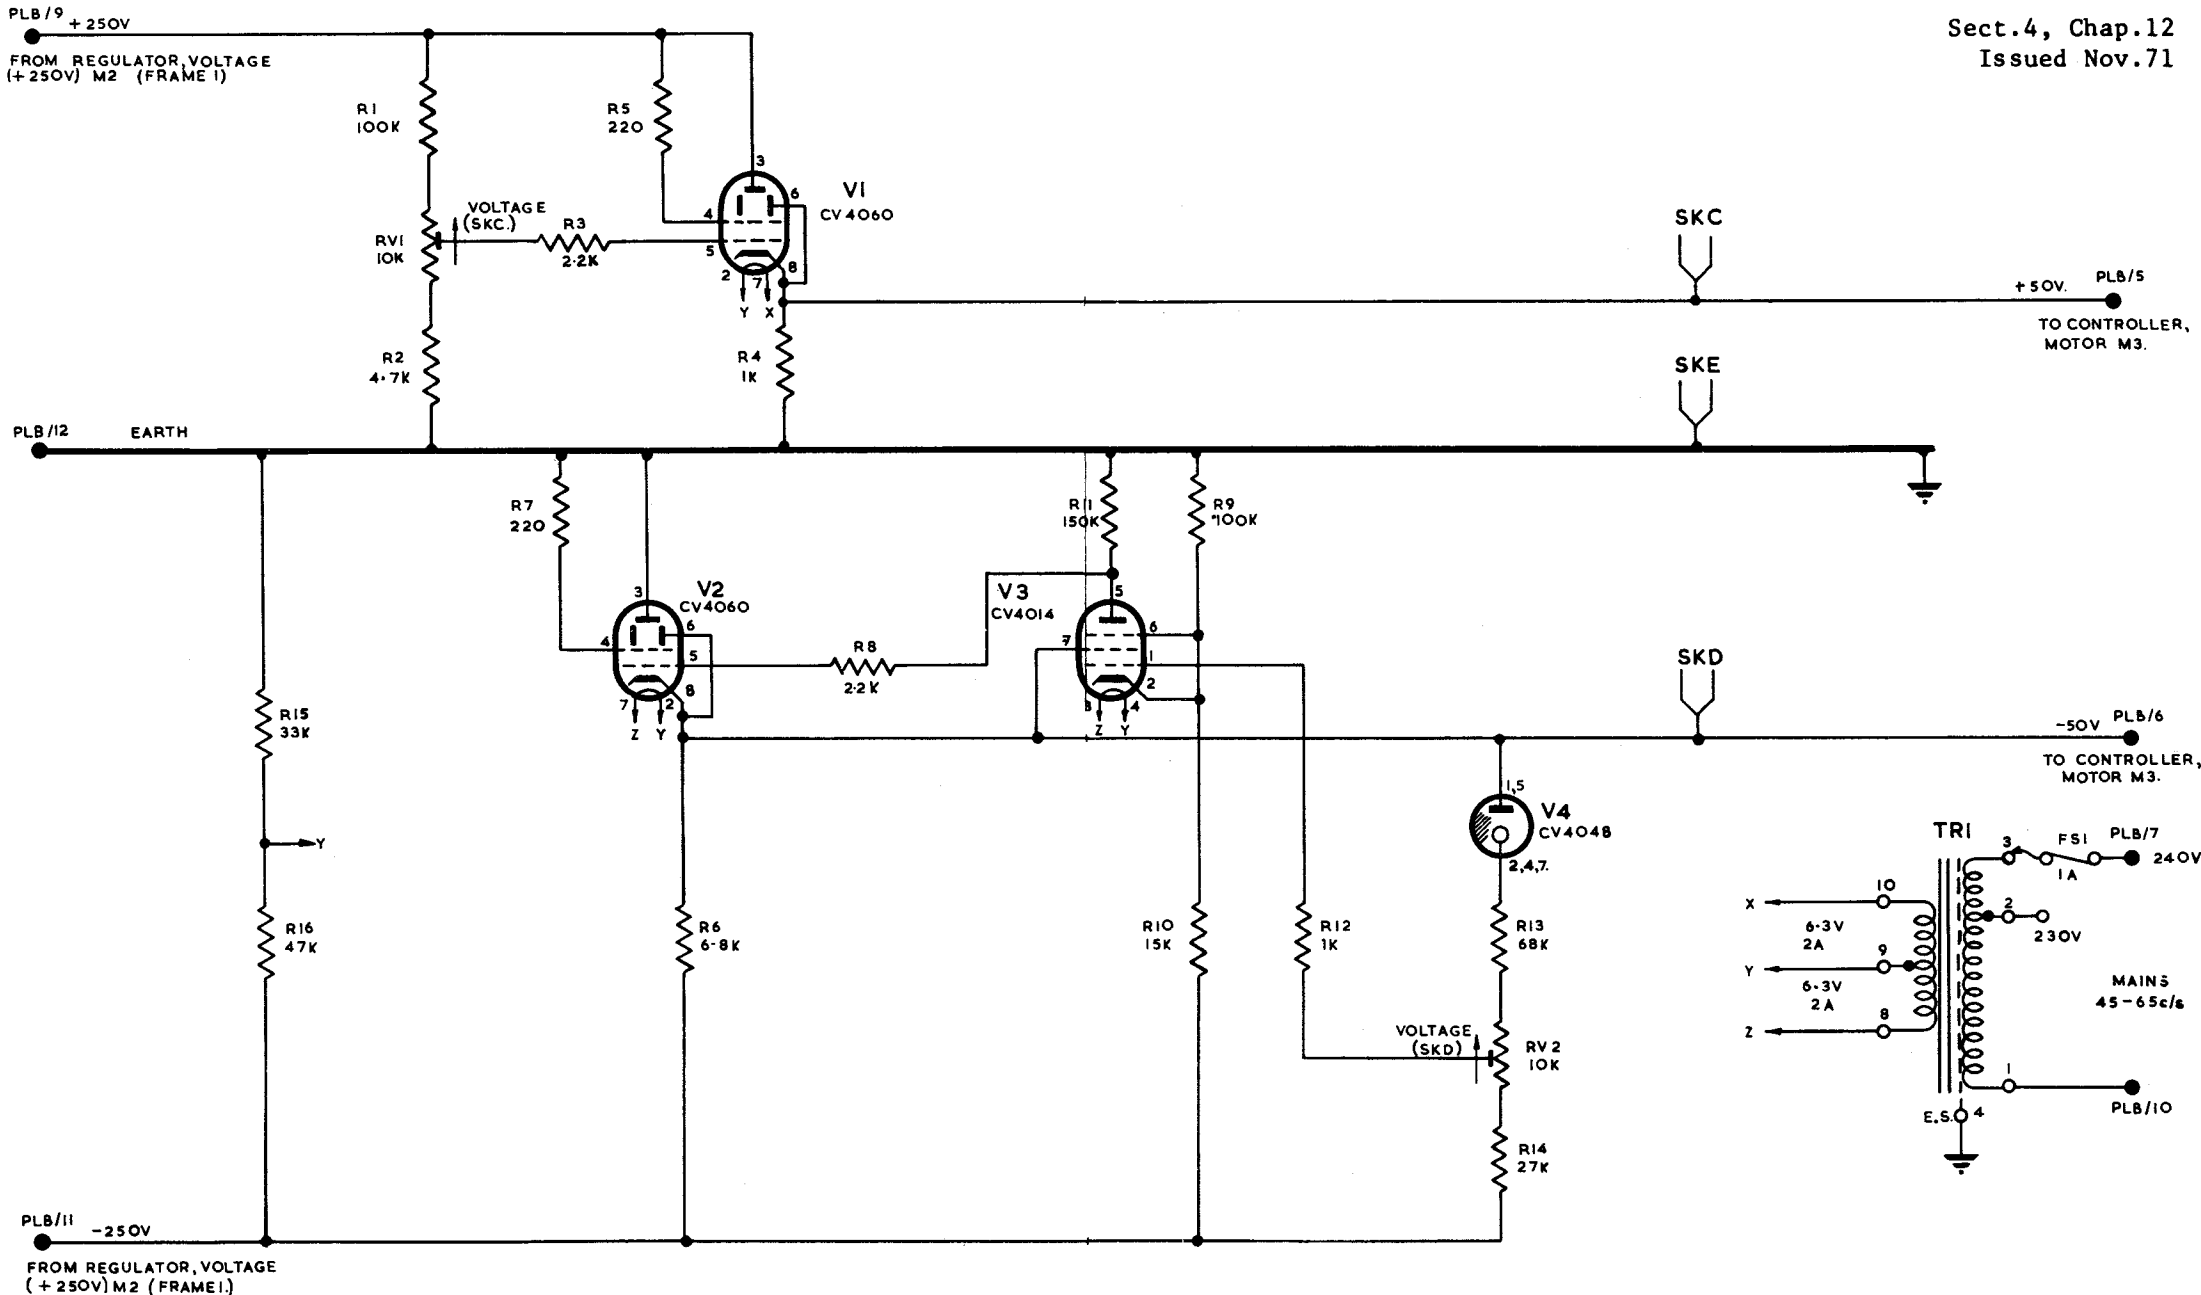 Sect.4, Chap.12
Issued Nov.71
PLB/9
+250V
FROM REGULATOR,VOLTAGE
(+250V) M2 (FRAME 1)
R1
100K
R5
220
3
6
V1
CV4060
VOLTAGE
(SKC.)
R3
2·2K
4
5
RV1
10K
2
7
8
Y
X
SKC
+50V.
PLB/5
TO CONTROLLER,
MOTOR M3.
R2
4·7K
R4
1K
SKE
PLB/12
EARTH
R7
220
R11
150K
R9
100K
3
V2
CV4060
6
4
5
7
2
8
Z
Y
R8
2·2K
V3
CV4014
5
7
6
1
2
3
4
Z
Y
SKD
-50V
PLB/6
TO CONTROLLER,
MOTOR M3.
R15
33K
Y
1,5
V4
CV4048
2,4,7.
R16
47K
R6
6·8K
R10
15K
R12
1K
R13
68K
VOLTAGE
(SKD)
RV2
10K
R14
27K
TR1
3
FS1
1A
PLB/7
240V
10
X
6·3V
2A
2
230V
9
Y
6·3V
2A
MAINS
45-65c/s
8
Z
1
PLB/10
E.S.
4
PLB/11
-250V
FROM REGULATOR,VOLTAGE
(+250V) M2 (FRAME1.)